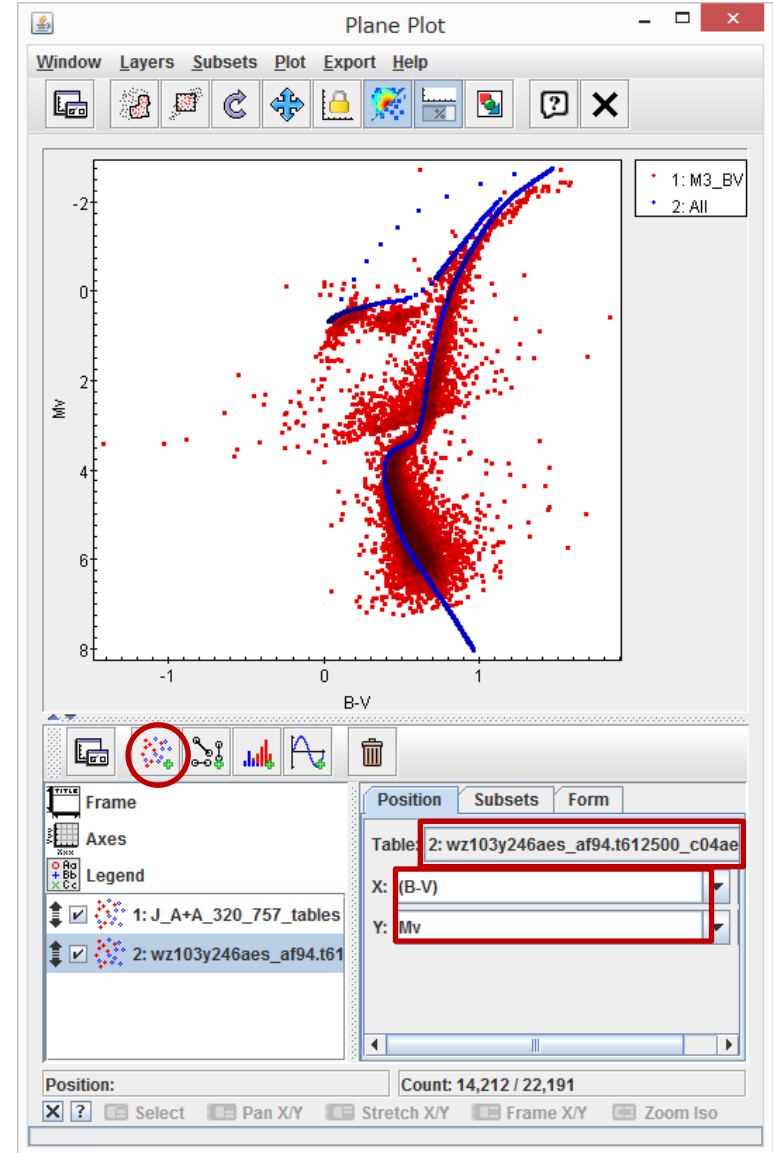 Plane Plot
Window Layers Subsets Plot Export Help
1: M3_BV
2: All
-2
0
2
4
6
8
Mv
-1 0 1
B-V
TITLE
Frame
Axes
Xxx
Legend
1: J_A+A_320_757_tables
2: wz103y246aes_af94.t61
Position Subsets Form
Table: 2: wz103y246aes_af94.t612500_c04ae
X: (B-V)
Y: Mv
Position: Count: 14,212 / 22,191
Select Pan X/Y Stretch X/Y Frame X/Y Zoom Iso